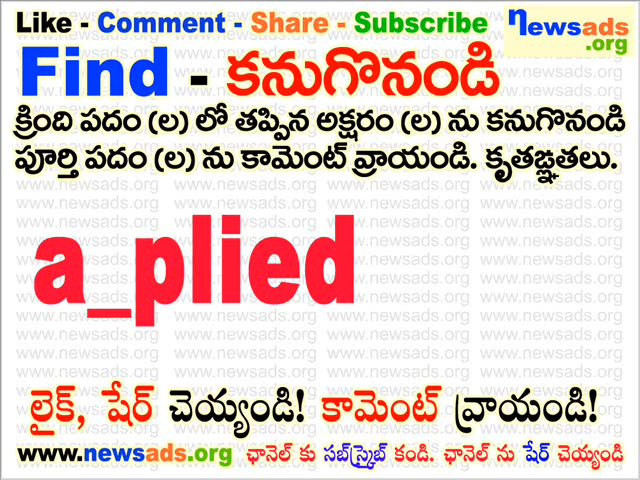 Like - Comment - Share - Subscribe
newsads
.org
Find - కనుగొనండి
క్రింది పదం (ల) లో తప్పిన అక్షరం (ల) ను కనుగొనండి
పూర్తి పదం (ల) ను కామెంట్ వ్రాయండి. కృతఙ్ఞతలు.
a_plied
లైక్, షేర్ చెయ్యండి! కామెంట్ వ్రాయండి!
www.newsads.org ఛానెల్ కు సబ్‌స్క్రైబ్ కండి. ఛానెల్ ను షేర్ చెయ్యండి